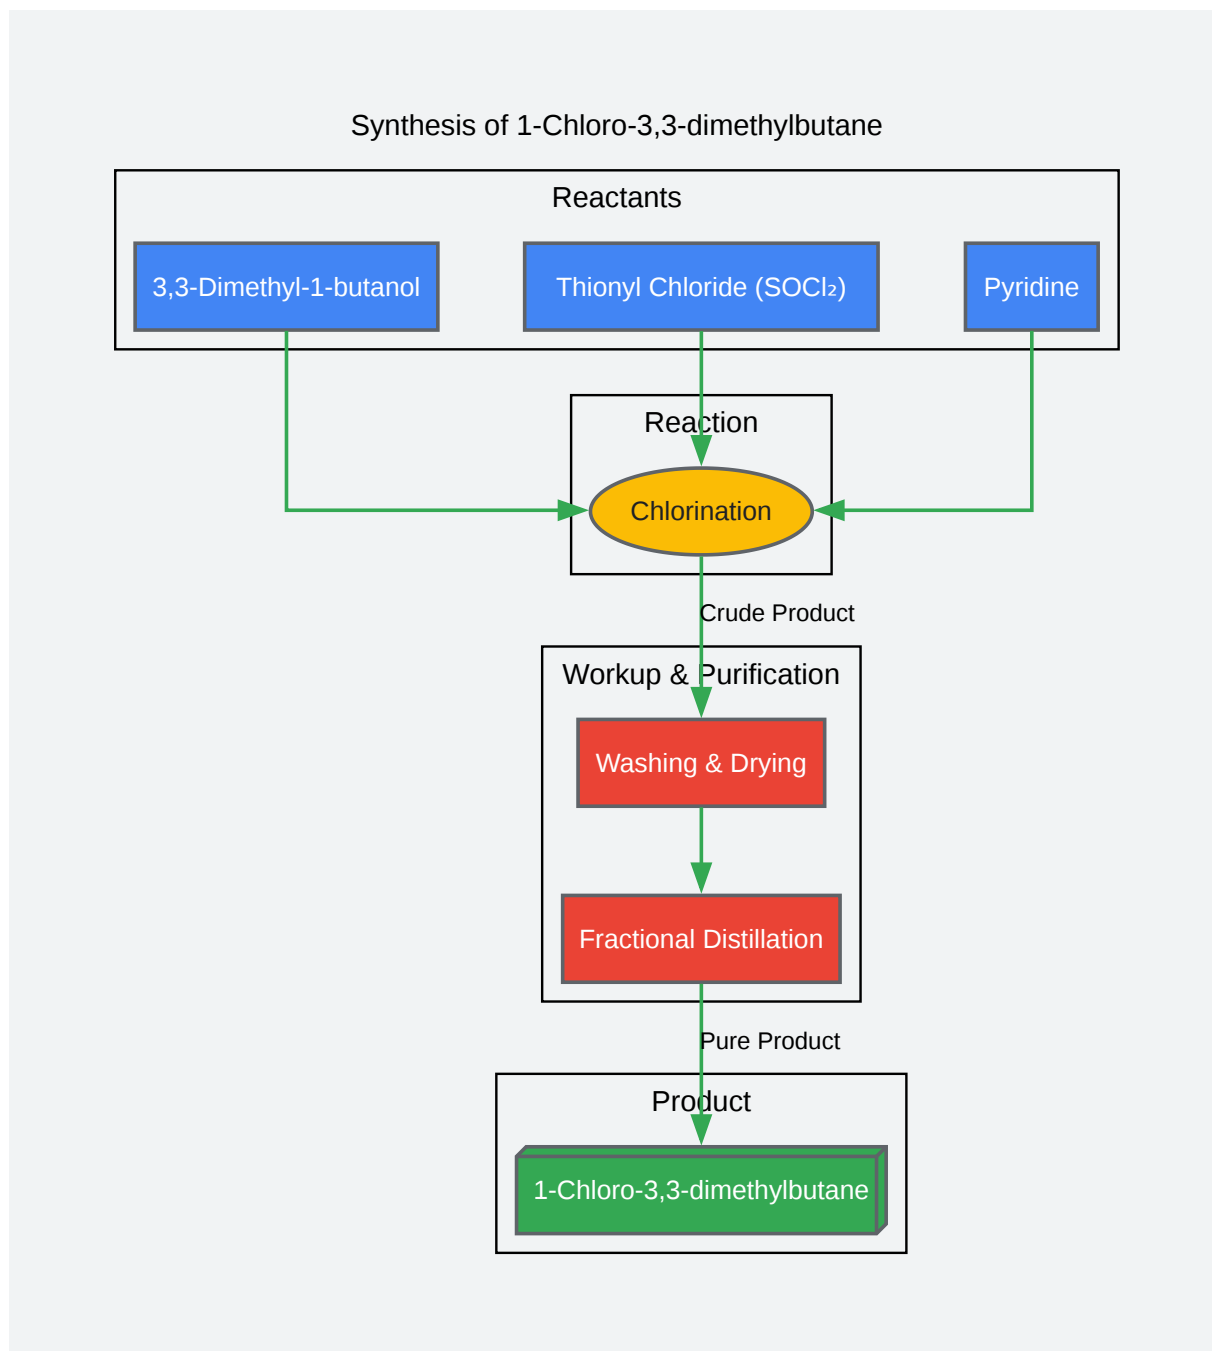 Synthesis of 1-Chloro-3,3-dimethylbutane
Reactants
3,3-Dimethyl-1-butanol
Thionyl Chloride (SOCl₂)
Pyridine
Reaction
Chlorination
Crude Product
Workup & Purification
Washing & Drying
Fractional Distillation
Pure Product
Product
1-Chloro-3,3-dimethylbutane